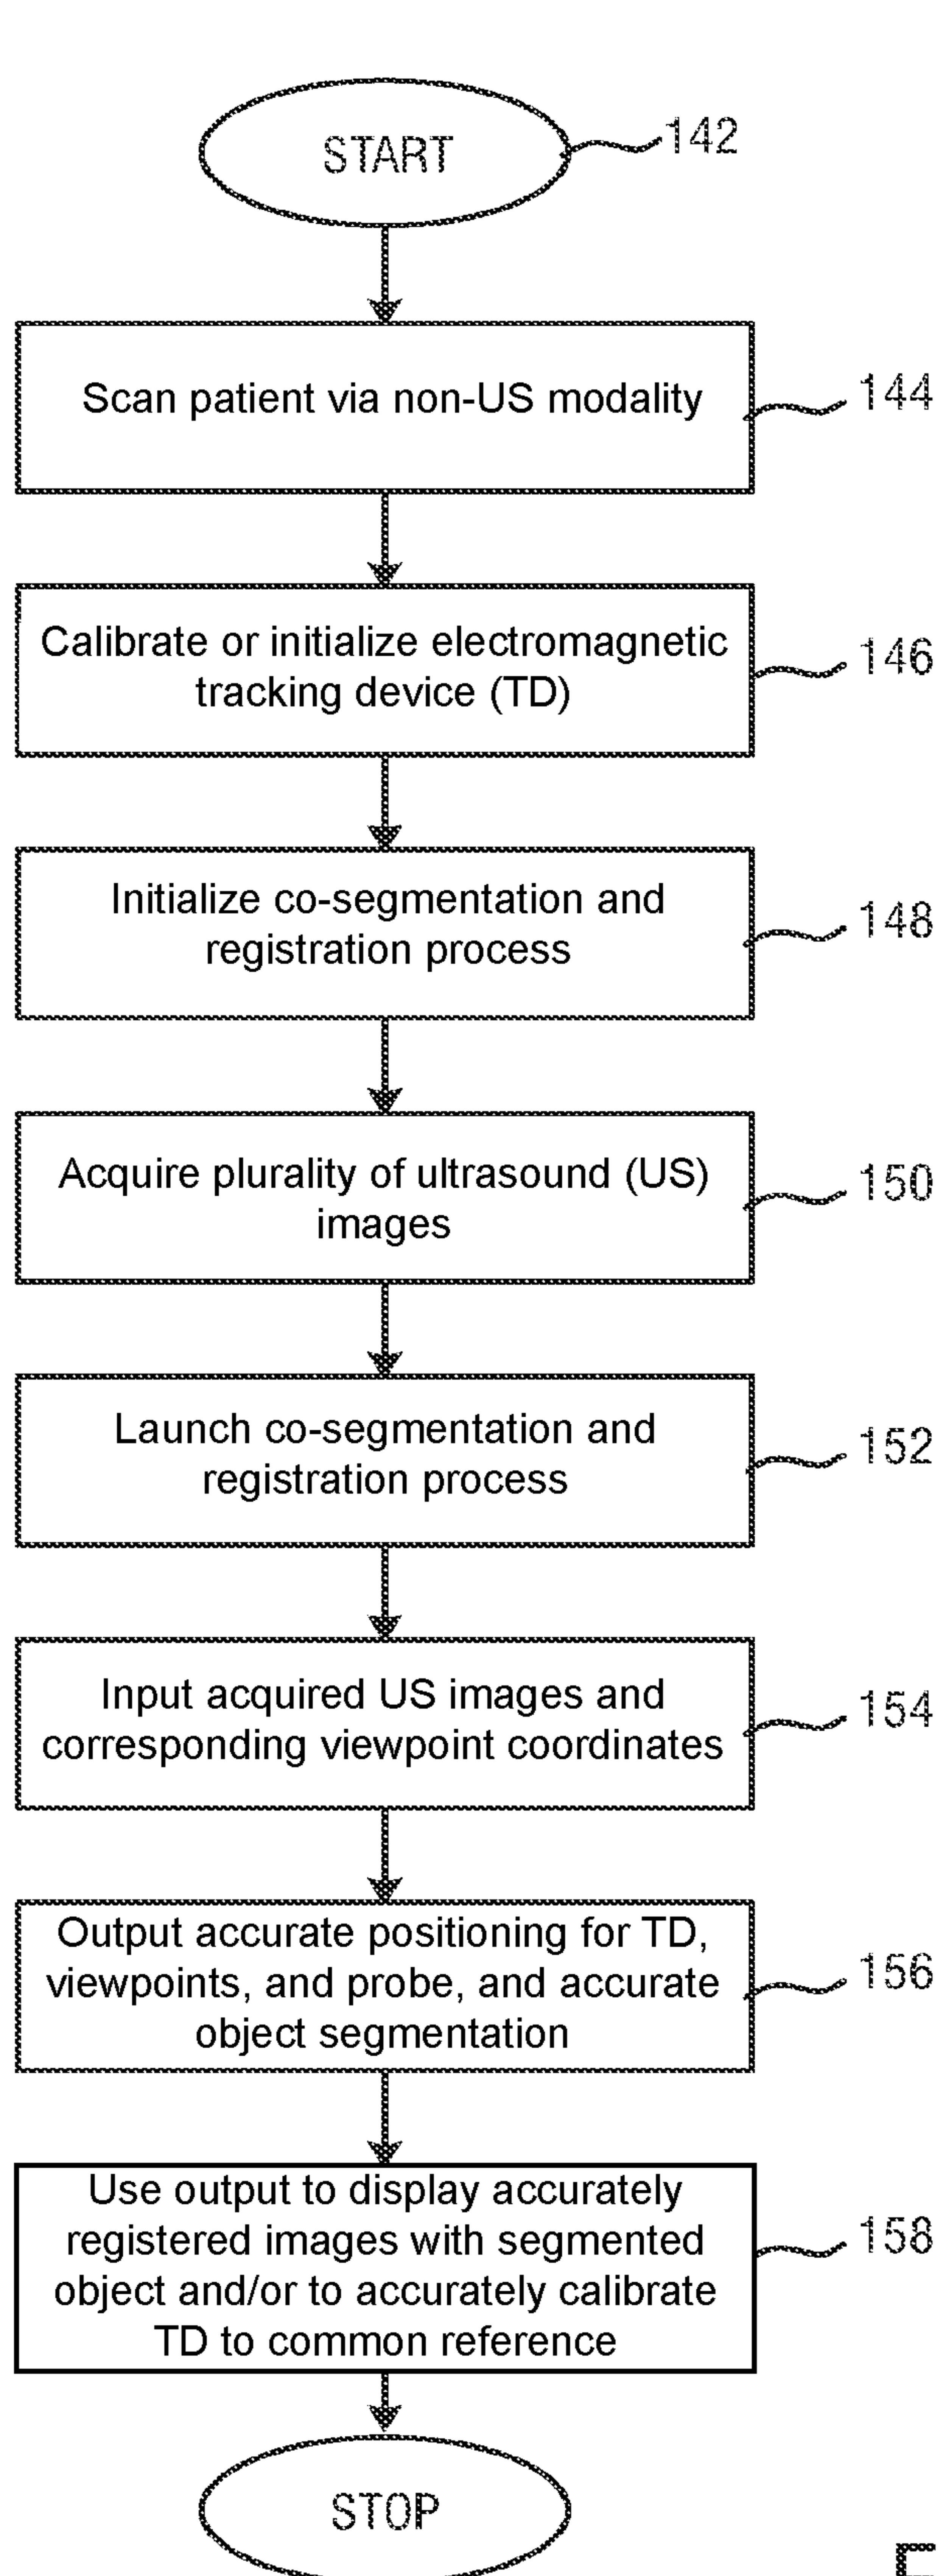 START
142
Scan patient via non-US modality
144
Calibrate or initialize electromagnetic
tracking device (TD)
146
Initialize co-segmentation and
registration process
148
Acquire plurality of ultrasound (US)
images
150
Launch co-segmentation and
registration process
152
Input acquired US images and
corresponding viewpoint coordinates
154
Output accurate positioning for TD,
viewpoints, and probe, and accurate
object segmentation
156
Use output to display accurately
registered images with segmented
object and/or to accurately calibrate
TD to common reference
158
STOP